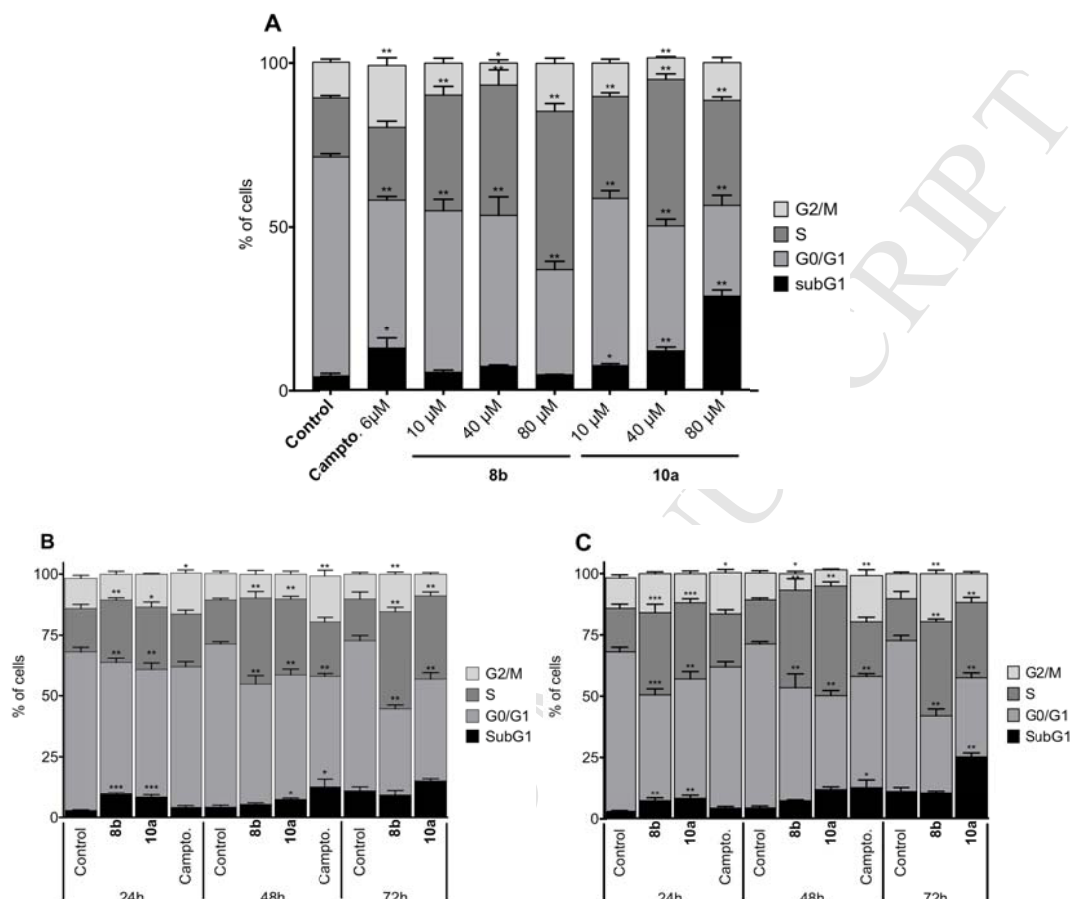 A
% of cells
100
50
0
** * **
** ** ** ** ** ** **
** ** ** ** ** **
** **
* * ** **
G2/M
S
G0/G1
subG1
Control
Campto. 6µM
10 µM
40 µM
80 µM
10 µM
40 µM
80 µM
8b
10a
B
% of cells
100
75
50
25
0
G2/M
S
G0/G1
SubG1
Control
8b
10a
Campto.
Control
8b
10a
Campto.
Control
8b
10a
24h
48h
72h
C
% of cells
100
75
50
25
0
G2/M
S
G0/G1
SubG1
Control
8b
10a
Campto.
Control
8b
10a
Campto.
Control
8b
10a
24h
48h
72h
CRIPT